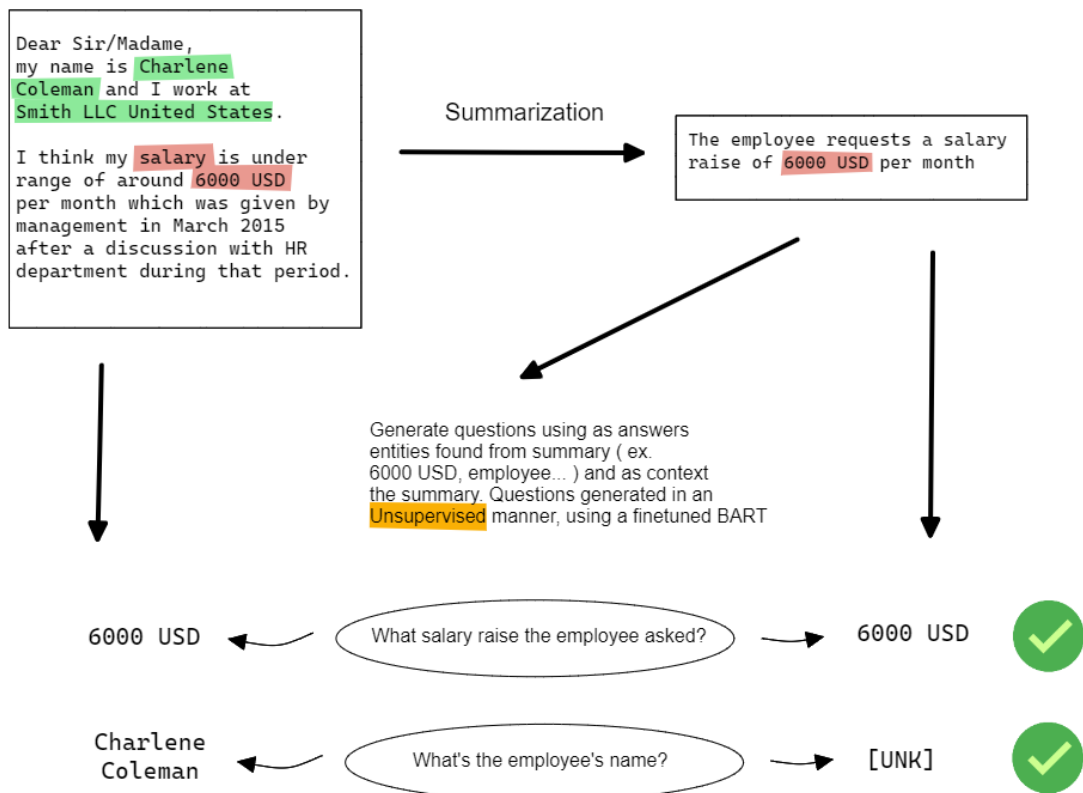 Dear Sir/Madame,
my name is Charlene
Coleman and I work at
Smith LLC United States.
I think my salary is under
range of around 6000 USD
per month which was given by
management in March 2015
after a discussion with HR
department during that period.
Summarization
The employee requests a salary
raise of 6000 USD per month
Generate questions using as answers
entities found from summary ( ex.
6000 USD, employee... ) and as context
the summary. Questions generated in an
Unsupervised manner, using a finetuned BART
6000 USD
What salary raise the employee asked?
6000 USD
Charlene
Coleman
What's the employee's name?
[UNK]